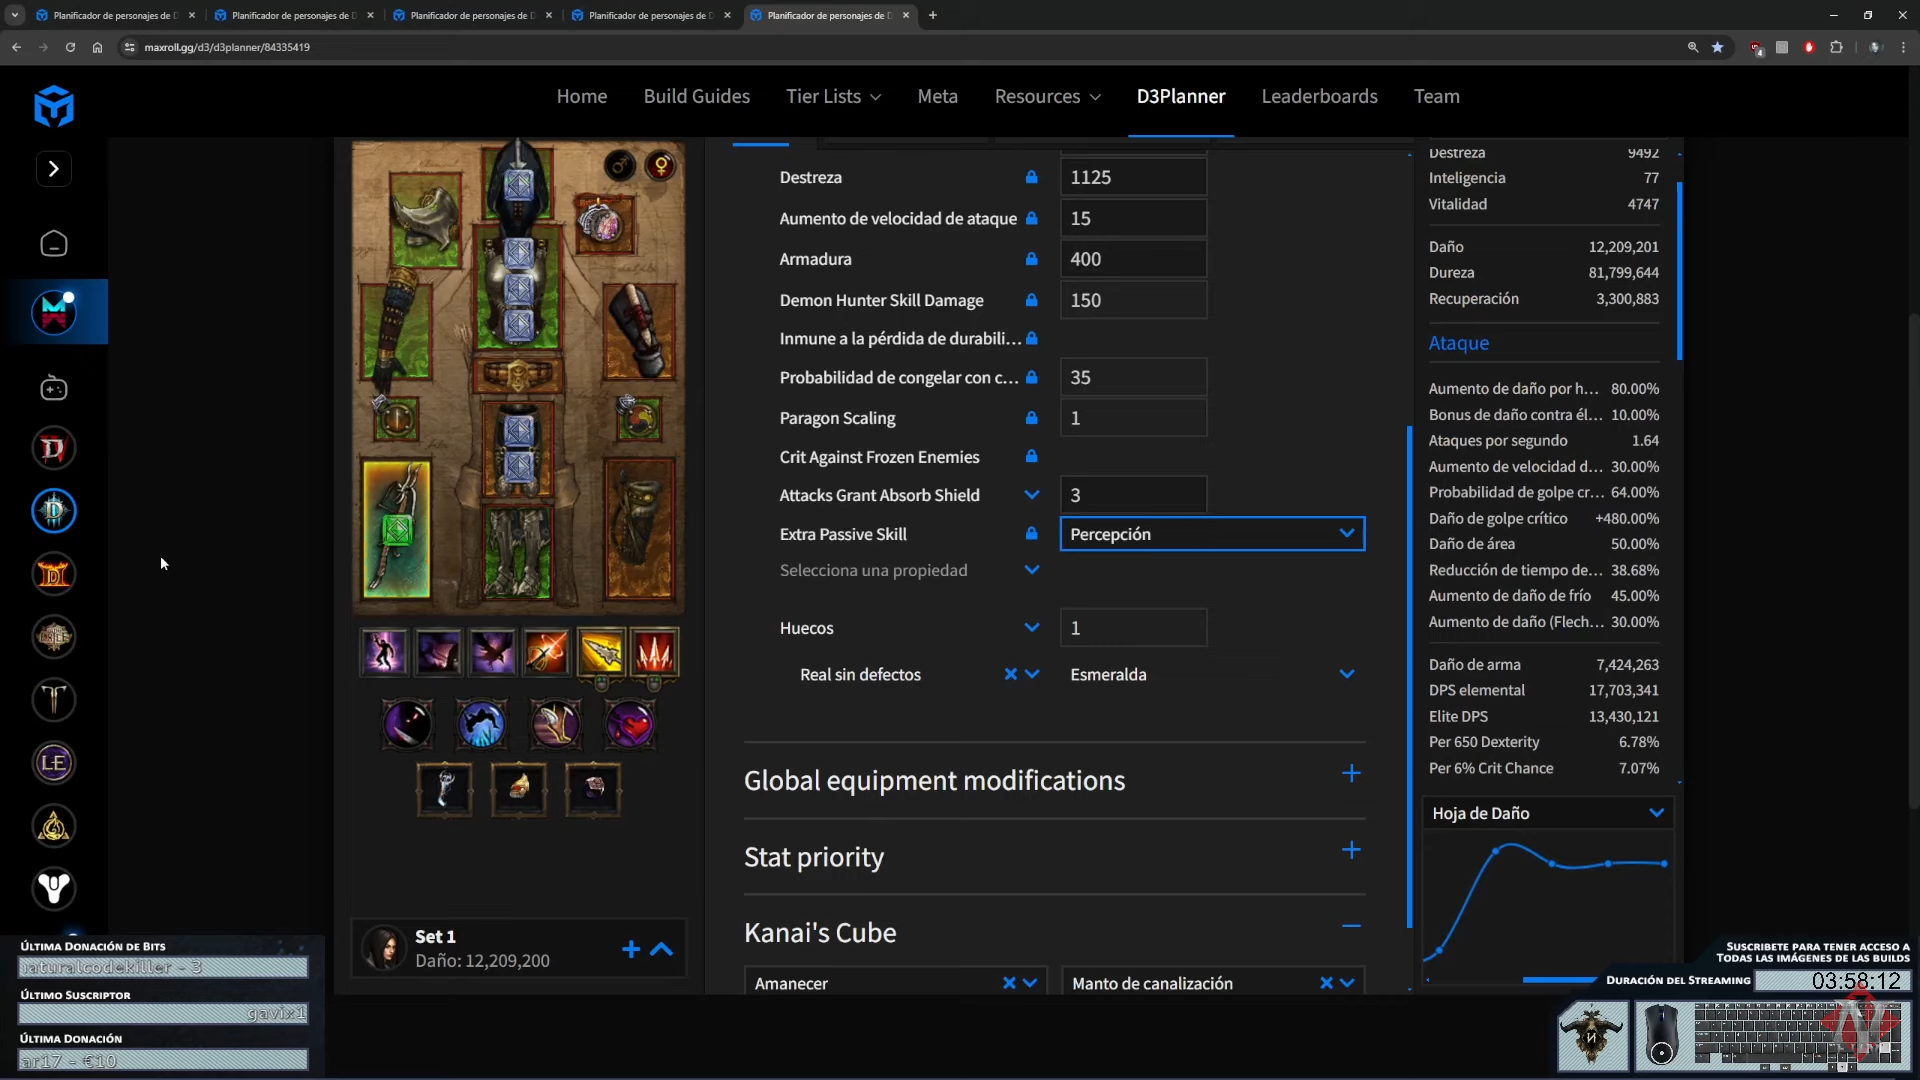 Planificador de personajes de D
Planificador de personajes de D
Planificador de personajes de D
Planificador de personajes de D
Planificador de personajes de D
maxroll.gg/d3/d3planner/84335419
4
Home
Build Guides
Tier Lists
Meta
Resources
D3Planner
Leaderboards
Team
Destreza
1125
Aumento de velocidad de ataque
15
Armadura
400
Demon Hunter Skill Damage
150
Inmune a la pérdida de durabili...
Probabilidad de congelar con c...
35
Paragon Scaling
1
Crit Against Frozen Enemies
Attacks Grant Absorb Shield
3
Extra Passive Skill
Percepción
Selecciona una propiedad
Huecos
1
Real sin defectos
Esmeralda
Global equipment modifications
Stat priority
Kanai's Cube
Amanecer
Manto de canalización
Destreza 9492
Inteligencia 77
Vitalidad 4747
Daño 12,209,201
Dureza 81,799,644
Recuperación 3,300,883
Ataque
Aumento de daño por h... 80.00%
Bonus de daño contra él... 10.00%
Ataques por segundo 1.64
Aumento de velocidad d... 30.00%
Probabilidad de golpe cr... 64.00%
Daño de golpe crítico +480.00%
Daño de área 50.00%
Reducción de tiempo de... 38.68%
Aumento de daño de frío 45.00%
Aumento de daño (Flech... 30.00%
Daño de arma 7,424,263
DPS elemental 17,703,341
Elite DPS 13,430,121
Per 650 Dexterity 6.78%
Per 6% Crit Chance 7.07%
Hoja de Daño
Set 1
Daño: 12,209,200
LE
Última Donación de Bits
naturalcodekiller - 3
Último Suscriptor
gavix1
Última Donación
ar17 - €10
Suscribete para tener acceso a
Todas las imágenes de las builds
Duración del Streaming
03:58:12